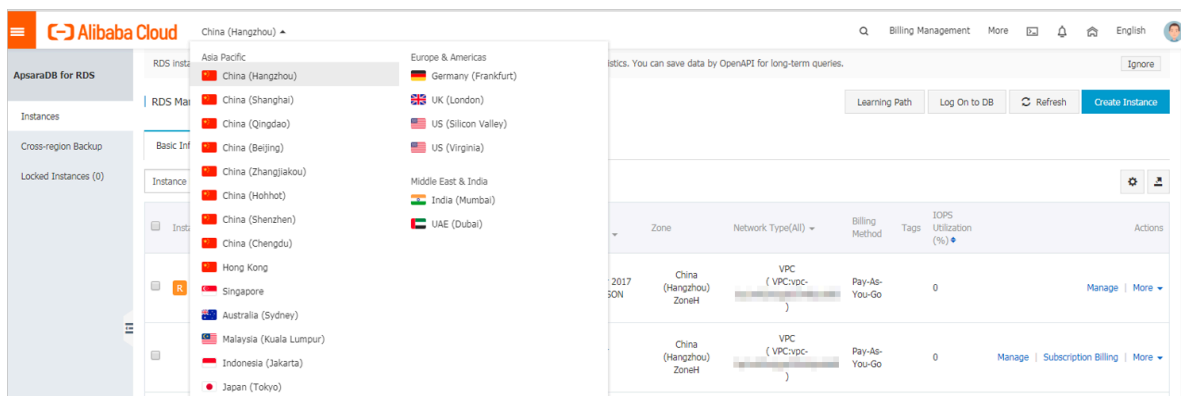 Alibaba Cloud
China (Hangzhou)
Billing Management
More
English
ApsaraDB for RDS
Instances
Cross-region Backup
Locked Instances (0)
RDS
istics. You can save data by OpenAPI for long-term queries.
Ignore
RDS
Learning Path
Log On to DB
Refresh
Create Instance
Basic
Instance
Asia Pacific
China (Hangzhou)
China (Shanghai)
China (Qingdao)
China (Beijing)
China (Zhangjiakou)
China (Hohhot)
China (Shenzhen)
China (Chengdu)
Hong Kong
Singapore
Australia (Sydney)
Malaysia (Kuala Lumpur)
Indonesia (Jakarta)
Japan (Tokyo)
Europe & Americas
Germany (Frankfurt)
UK (London)
US (Silicon Valley)
US (Virginia)
Middle East & India
India (Mumbai)
UAE (Dubai)
Zone
Network Type(All)
Billing
Method
Tags
IOPS
Utilization
(%)
Actions
R
2017
SON
China
(Hangzhou)
ZoneH
VPC
( VPC:vpc-
)
Pay-As-
You-Go
0
Manage | More
China
(Hangzhou)
ZoneH
VPC
( VPC:vpc-
)
Pay-As-
You-Go
0
Manage | Subscription Billing | More